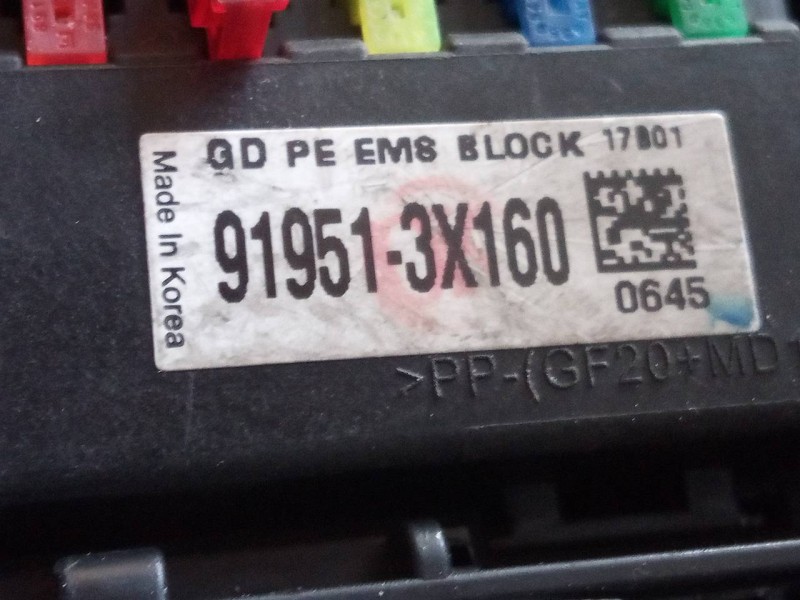 GD PE EMS BLOCK 17801
Made In Korea
91951-3X160
0645
>PP-(GF20+MD